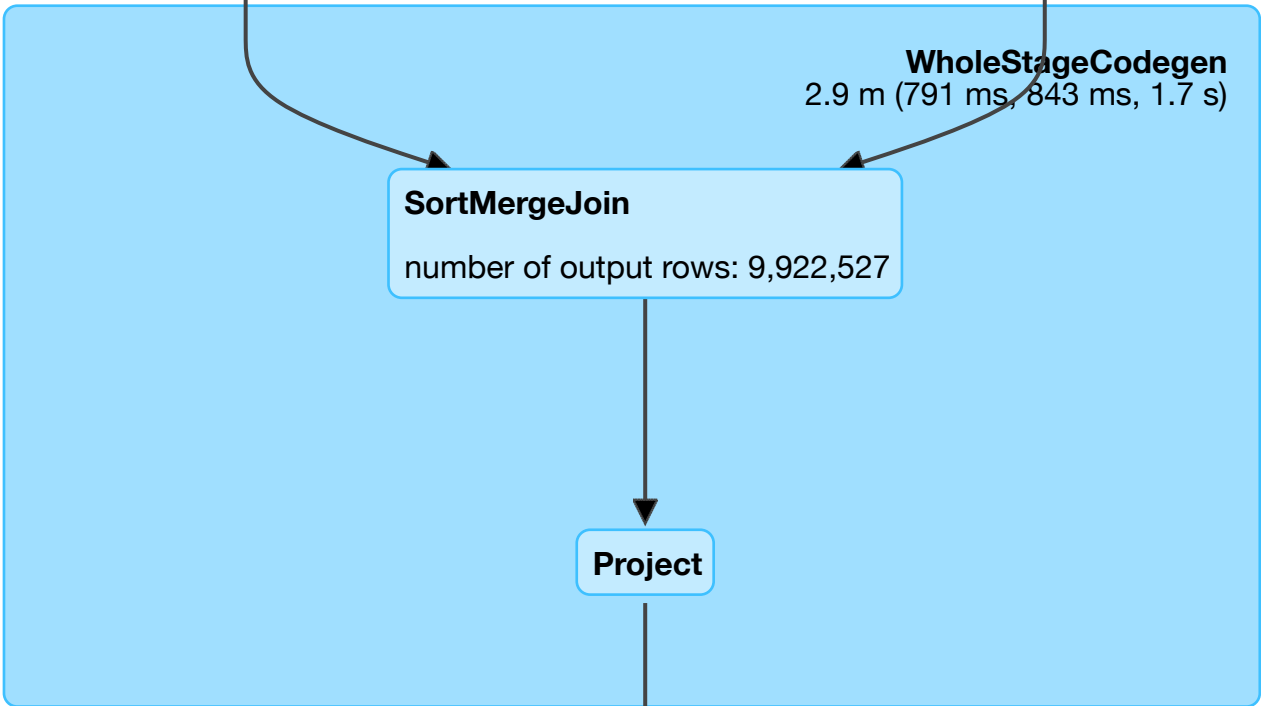 WholeStageCodegen
2.9 m (791 ms, 843 ms, 1.7 s)
SortMergeJoin
number of output rows: 9,922,527
Project